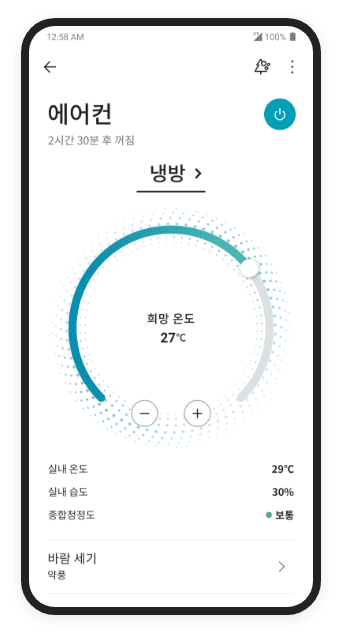 12:58 AM 100%
에어컨
2시간 30분 후 꺼짐
냉방
희망 온도
27°C
실내 온도 29°C
실내 습도 30%
종합청정도 보통
바람 세기
약풍